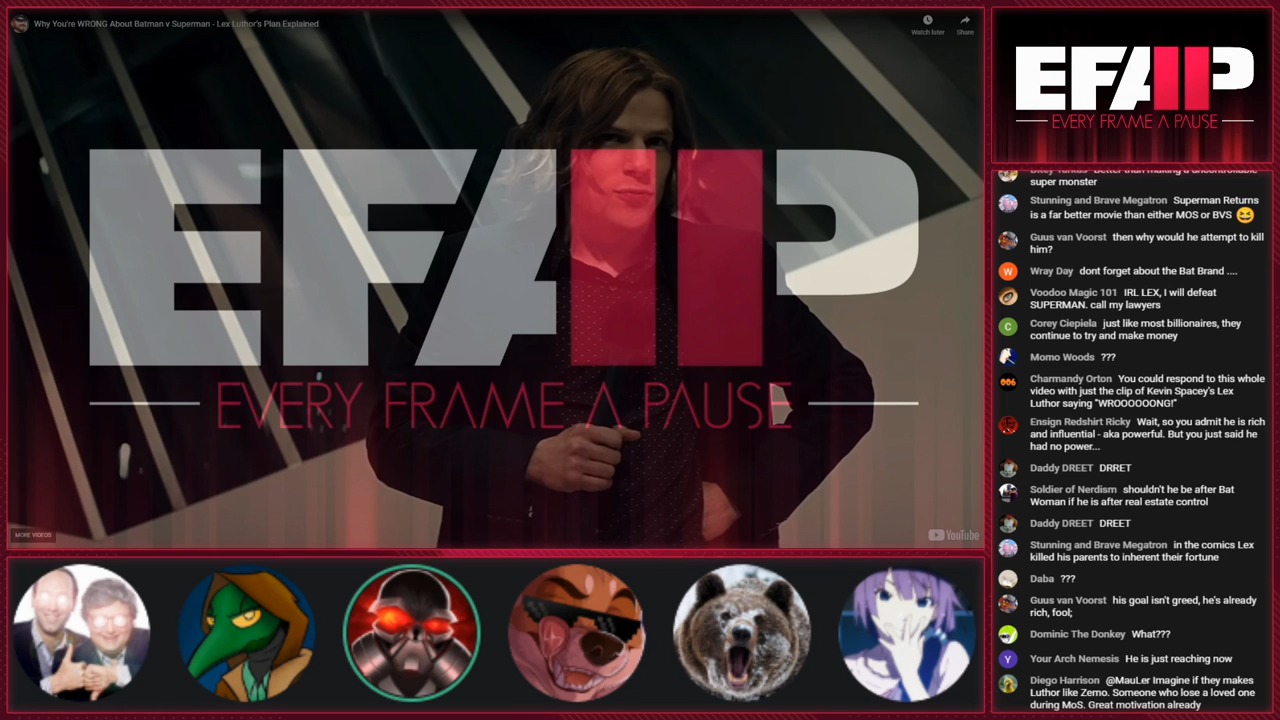 Why You're WRONG About Batman v Superman - Lex Luthor's Plan Explained
Watch later
Share
EFAP
EVERY FRAME A PAUSE
MORE VIDEOS
YouTube
EFAP
EVERY FRAME A PAUSE
super monster
Stunning and Brave Megatron Superman Returns
is a far better movie than either MOS or BVS 😆
Guus van Voorst then why would he attempt to kill
him?
W
Wray Day dont forget about the Bat Brand ....
Voodoo Magic 101 IRL LEX, I will defeat
SUPERMAN. call my lawyers
C
Corey Ciepiela just like most billionaires, they
continue to try and make money
Momo Woods ???
Charmandy Orton You could respond to this whole
video with just the clip of Kevin Spacey's Lex
Luthor saying "WROOOOOONG!"
Ensign Redshirt Ricky Wait, so you admit he is rich
and influential - aka powerful. But you just said he
had no power...
Daddy DREET DRRET
Soldier of Nerdism shouldn't he be after Bat
Woman if he is after real estate control
Daddy DREET DREET
Stunning and Brave Megatron in the comics Lex
killed his parents to inherent their fortune
Daba ???
Guus van Voorst his goal isn't greed, he's already
rich, fool;
Dominic The Donkey What???
Y
Your Arch Nemesis He is just reaching now
Diego Harrison @MauLer Imagine if they makes
Luthor like Zemo. Someone who lose a loved one
during MoS. Great motivation already